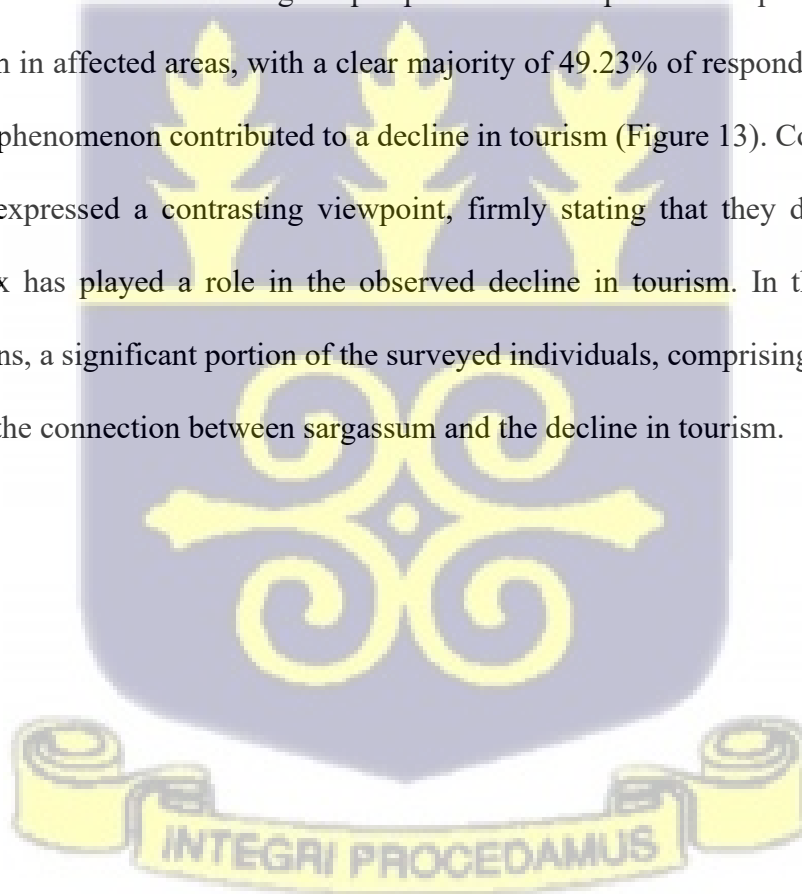 in affected areas, with a clear majority of 49.23% of respond
phenomenon contributed to a decline in tourism (Figure 13). Co
expressed a contrasting viewpoint, firmly stating that they d
x has played a role in the observed decline in tourism. In th
ns, a significant portion of the surveyed individuals, comprising
the connection between sargassum and the decline in tourism.
INTEGRI PROCEDAMUS